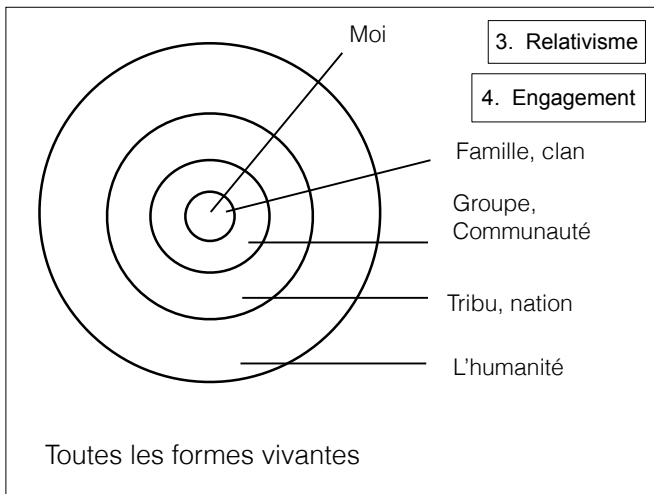 Moi
3. Relativisme
4. Engagement
Famille, clan
Groupe,
Communauté
Tribu, nation
L'humanité
Toutes les formes vivantes